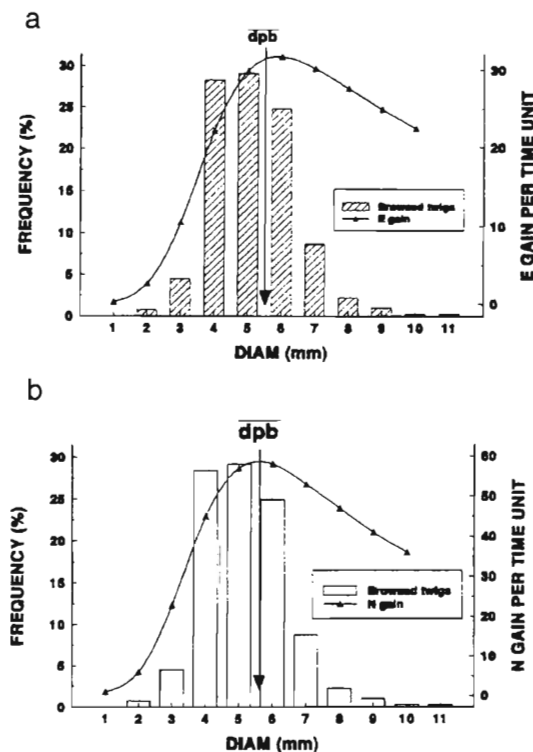 a
dpb
FREQUENCY (%)
30
25
20
15
10
5
0
E GAIN PER TIME UNIT
30
20
10
0
Browsed twigs
E gain
1 2 3 4 5 6 7 8 9 10 11
DIAM (mm)
b
dpb
FREQUENCY (%)
30
25
20
15
10
5
0
N GAIN PER TIME UNIT
60
50
40
30
20
10
0
Browsed twigs
N gain
1 2 3 4 5 6 7 8 9 10 11
DIAM (mm)